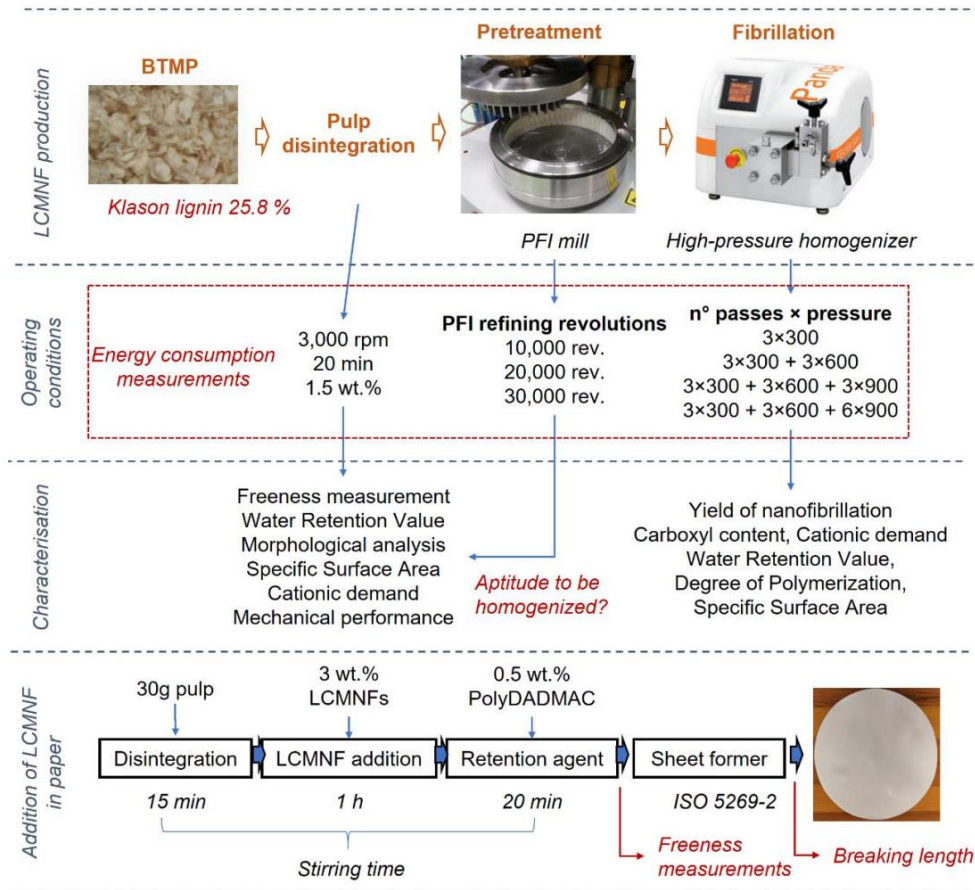 LCMNF production
BTMP
Klason lignin 25.8 %
Pulp
disintegration
Pretreatment
PFI mill
Fibrillation
Panda
High-pressure homogenizer
Operating
conditions
Energy consumption
measurements
3,000 rpm
20 min
1.5 wt.%
PFI refining revolutions
10,000 rev.
20,000 rev.
30,000 rev.
n° passes × pressure
3×300
3×300 + 3×600
3×300 + 3×600 + 3×900
3×300 + 3×600 + 6×900
Characterisation
Freeness measurement
Water Retention Value
Morphological analysis
Specific Surface Area
Cationic demand
Mechanical performance
Aptitude to be
homogenized?
Yield of nanofibrillation
Carboxyl content, Cationic demand
Water Retention Value,
Degree of Polymerization,
Specific Surface Area
Addition of LCMNF
in paper
30g pulp
3 wt.%
LCMNFs
0.5 wt.%
PolyDADMAC
Disintegration
LCMNF addition
Retention agent
Sheet former
15 min
1 h
20 min
ISO 5269-2
Stirring time
Freeness
measurements
Breaking length